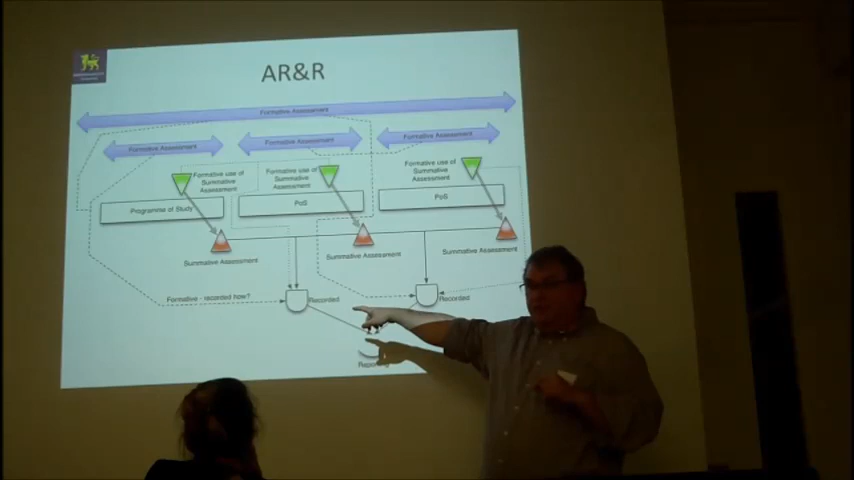 AR&R
Formative Assessment
Formative Assessment
Formative Assessment
Formative Assessment
Formative use of
Summative
Assessment
Formative use of
Summative
Assessment
Formative use of
Summative
Assessment
Programme of Study
PoS
PoS
Summative Assessment
Summative Assessment
Summative Assessment
Formative - recorded how?
Recorded
Recorded